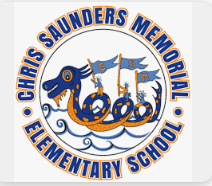 CHRIS SAUNDERS MEMORIAL
ELEMENTARY SCHOOL